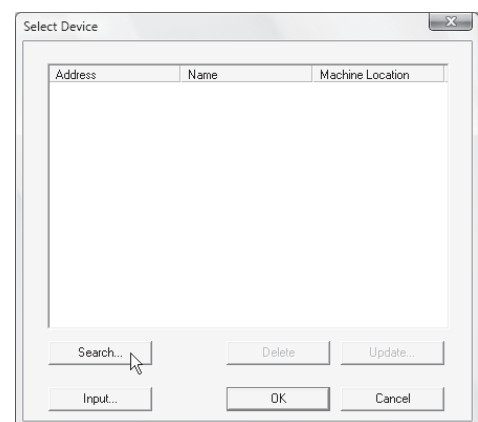 Select Device
Address Name Machine Location
Search... Delete Update...
Input... OK Cancel